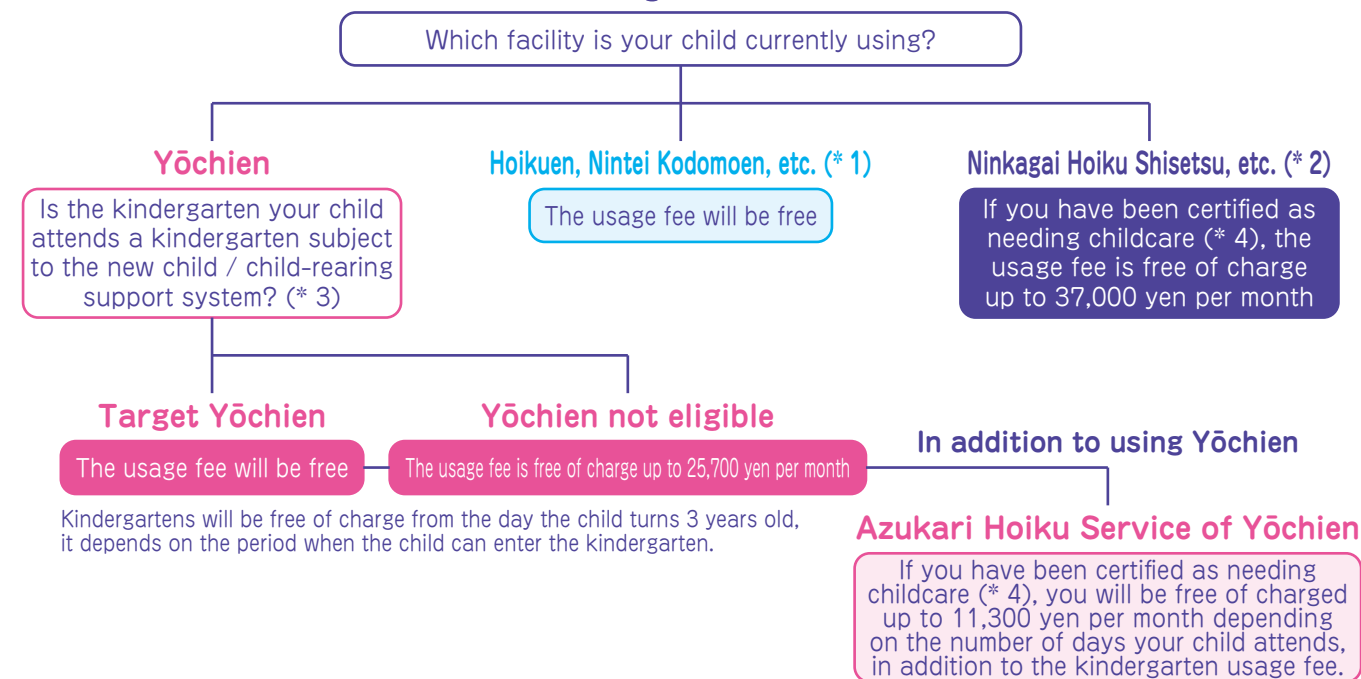 Which facility is your child currently using?
Yōchien
Is the kindergarten your child
attends a kindergarten subject
to the new child / child-rearing
support system? (* 3)
Hoikuen, Nintei Kodomoen, etc. (* 1)
The usage fee will be free
Ninkagai Hoiku Shisetsu, etc. (* 2)
If you have been certified as
needing childcare (* 4), the
usage fee is free of charge
up to 37,000 yen per month
Target Yōchien
The usage fee will be free
Yōchien not eligible
The usage fee is free of charge up to 25,700 yen per month
Kindergartens will be free of charge from the day the child turns 3 years old,
it depends on the period when the child can enter the kindergarten.
In addition to using Yōchien
Azukari Hoiku Service of Yōchien
If you have been certified as needing
childcare (* 4), you will be free of charged
up to 11,300 yen per month depending
on the number of days your child attends,
in addition to the kindergarten usage fee.